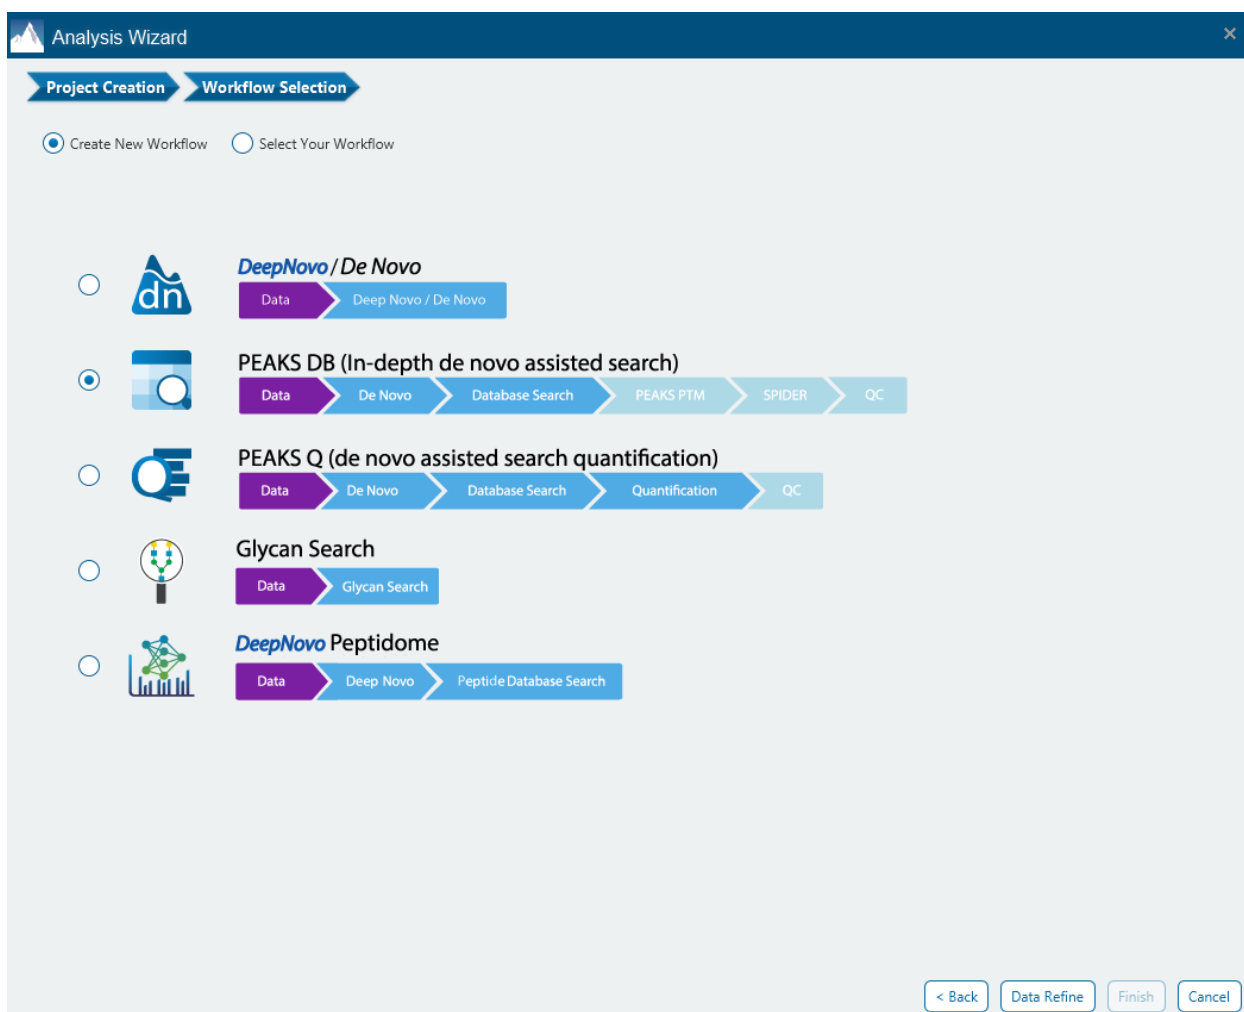 Analysis Wizard
Project Creation Workflow Selection
Create New Workflow Select Your Workflow
dn
DeepNovo / De Novo
Data Deep Novo / De Novo
PEAKS DB (In-depth de novo assisted search)
Data De Novo Database Search PEAKS PTM SPIDER QC
PEAKS Q (de novo assisted search quantification)
Data De Novo Database Search Quantification QC
Glycan Search
Data Glycan Search
DeepNovo Peptidome
Data Deep Novo Peptide Database Search
< Back Data Refine Finish Cancel